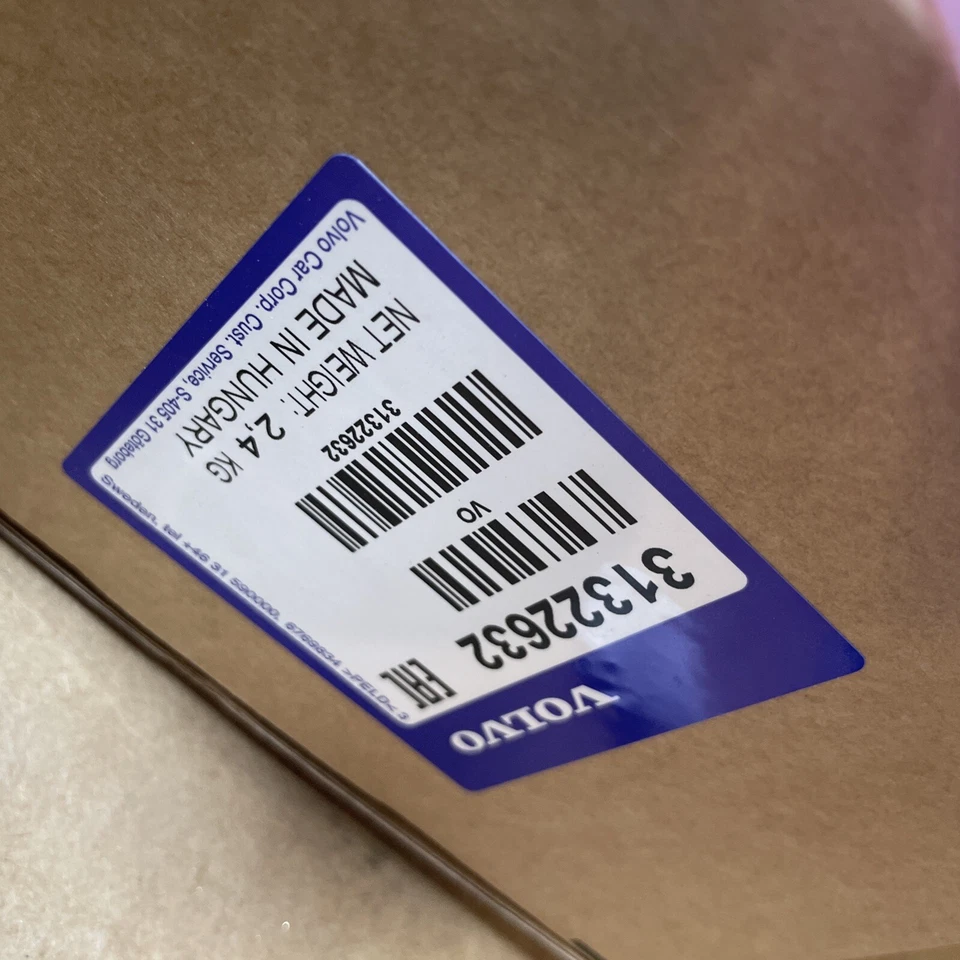 VOLVO
31322632
EAC
VO
31322632
NET WEIGHT: 2,4 KG
MADE IN HUNGARY
Volvo Car Corp. Cust. Service, S-405 31 Göteborg
Sweden, tel +46 31 590000, 6769834 >PELD< 3